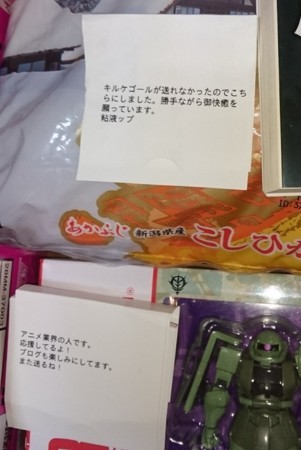 キルケゴールが送れなかったのでこち
らにしました。勝手ながら御快癒を
願っています。
粘液ップ
あかふじ 新潟県産 こしひか
アニメ業界の人です。
応援してるよ！
ブログも楽しみにしてます。
また送るね！